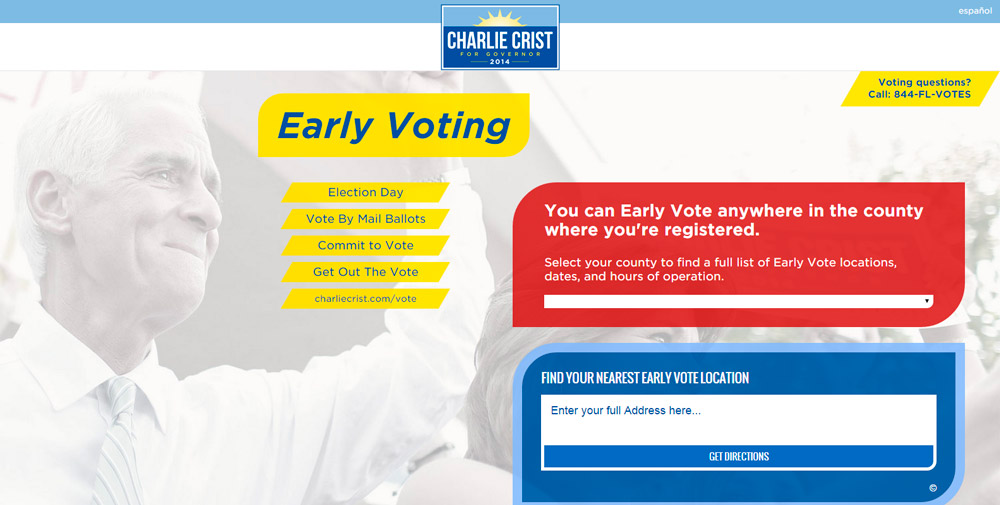 español
CHARLIE CRIST
FOR GOVERNOR
2014
Voting questions?
Call: 844-FL-VOTES
Early Voting
Election Day
Vote By Mail Ballots
Commit to Vote
Get Out The Vote
charliecrist.com/vote
You can Early Vote anywhere in the county
where you're registered.
Select your county to find a full list of Early Vote locations,
dates, and hours of operation.
FIND YOUR NEAREST EARLY VOTE LOCATION
Enter your full Address here...
GET DIRECTIONS
©